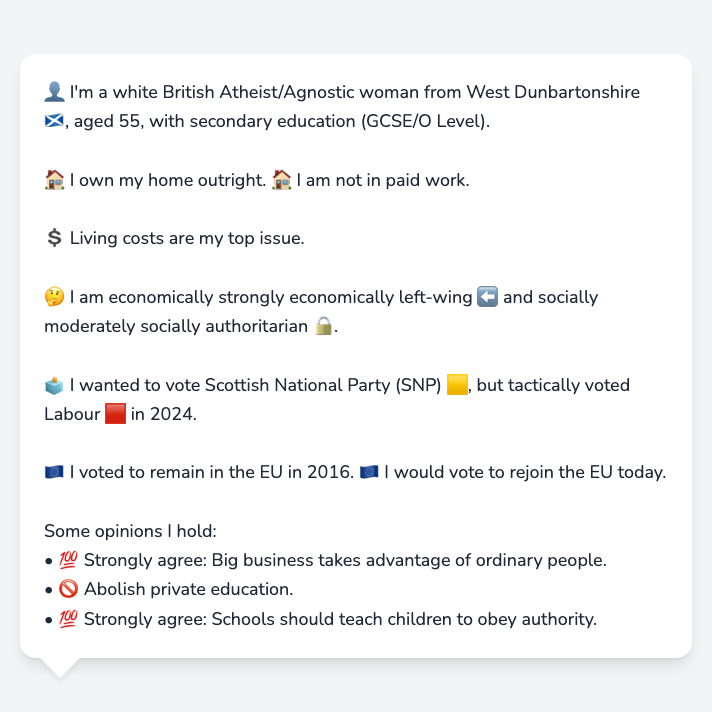 👤 I'm a white British Atheist/Agnostic woman from West Dunbartonshire
🏴󠁧󠁢󠁳󠁣󠁴󠁿, aged 55, with secondary education (GCSE/O Level).
🏠 I own my home outright. 🏠 I am not in paid work.
💲 Living costs are my top issue.
🤔 I am economically strongly economically left-wing ⬅️ and socially
moderately socially authoritarian 🔒.
🗳️ I wanted to vote Scottish National Party (SNP) 🟨, but tactically voted
Labour 🟥 in 2024.
🇪🇺 I voted to remain in the EU in 2016. 🇪🇺 I would vote to rejoin the EU today.
Some opinions I hold:
• 💯 Strongly agree: Big business takes advantage of ordinary people.
• 🚫 Abolish private education.
• 💯 Strongly agree: Schools should teach children to obey authority.